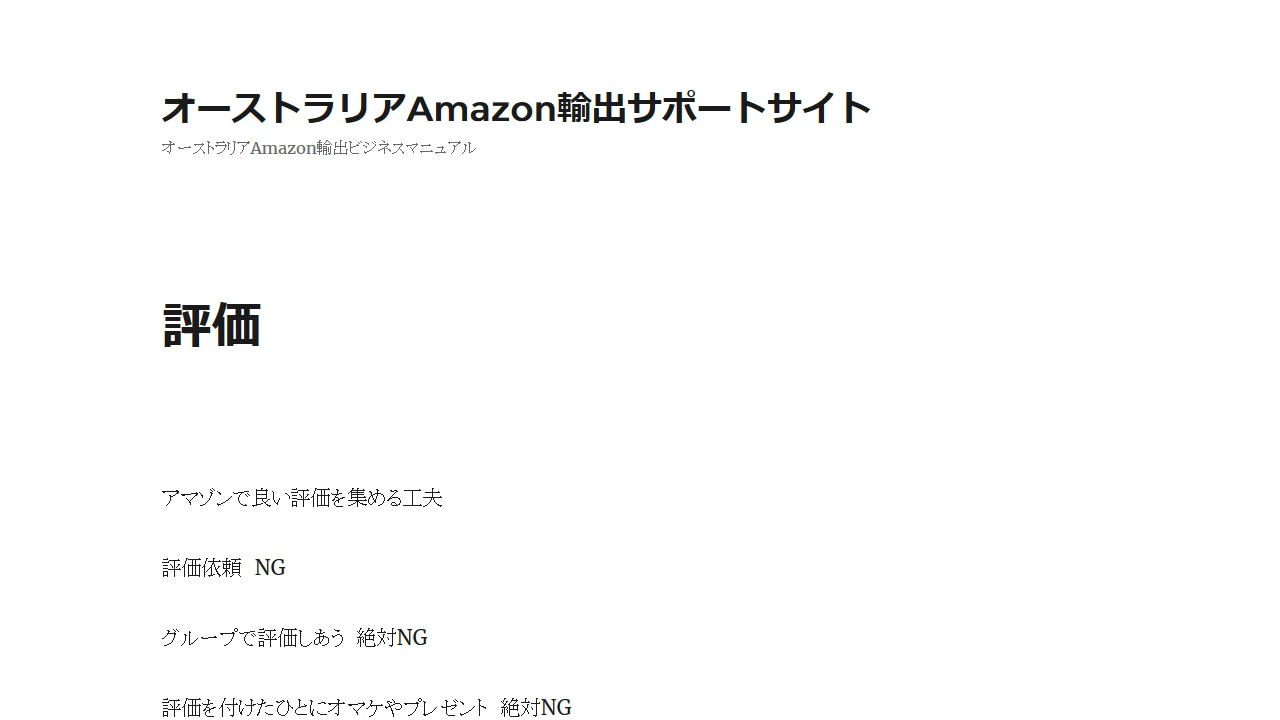 オーストラリアAmazon輸出サポートサイト
オーストラリアAmazon輸出ビジネスマニュアル
評価
アマゾンで良い評価を集める工夫
評価依頼　NG
グループで評価しあう　絶対NG
評価を付けたひとにオマケやプレゼント　絶対NG